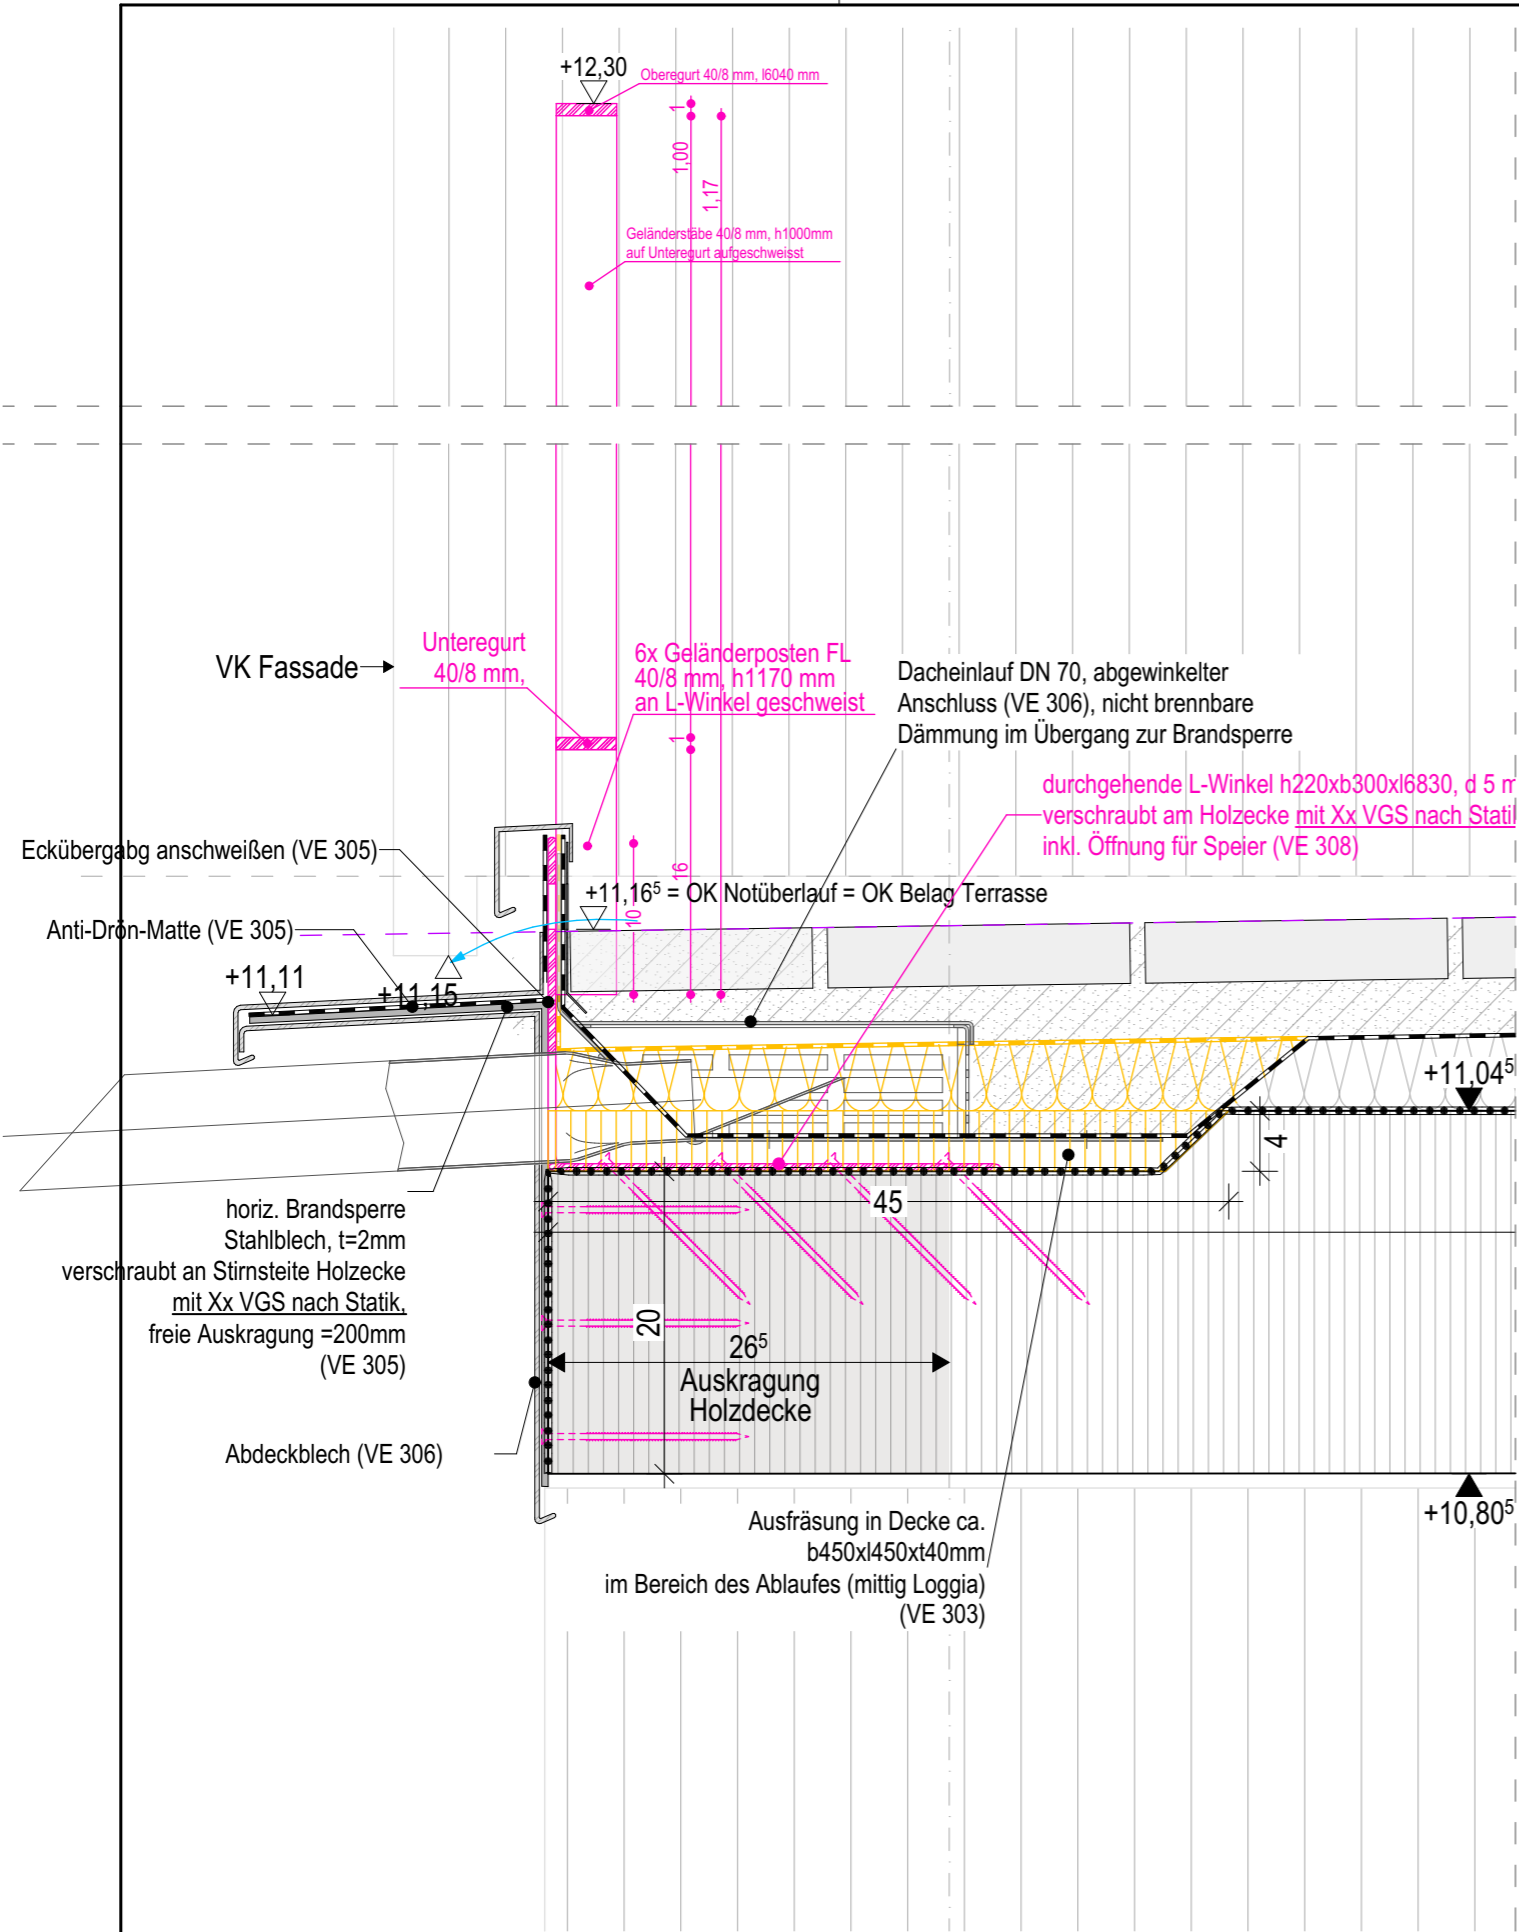 +12,30
Oberegurt 40/8 mm, l6040 mm
1
1,00
1,17
Geländerstäbe 40/8 mm, h1000mm
auf Unteregurt aufgeschweisst
VK Fassade
Unteregurt
40/8 mm,
6x Geländerposten FL
40/8 mm, h1170 mm
an L-Winkel geschweist
1
Dacheinlauf DN 70, abgewinkelter
Anschluss (VE 306), nicht brennbare
Dämmung im Übergang zur Brandsperre
durchgehende L-Winkel h220xb300xl6830, d 5 m
verschraubt am Holzecke mit Xx VGS nach Statik
inkl. Öffnung für Speier (VE 308)
Eckübergabg anschweißen (VE 305)
16
10
+11,16⁵ = OK Notüberlauf = OK Belag Terrasse
Anti-Drön-Matte (VE 305)
+11,11
+11,15
+11,04⁵
4
45
horiz. Brandsperre
Stahlblech, t=2mm
verschraubt an Stirnsteite Holzecke
mit Xx VGS nach Statik,
freie Auskragung =200mm
(VE 305)
20
26⁵
Auskragung
Holzdecke
Abdeckblech (VE 306)
+10,80⁵
Ausfräsung in Decke ca.
b450xl450xt40mm
im Bereich des Ablaufes (mittig Loggia)
(VE 303)